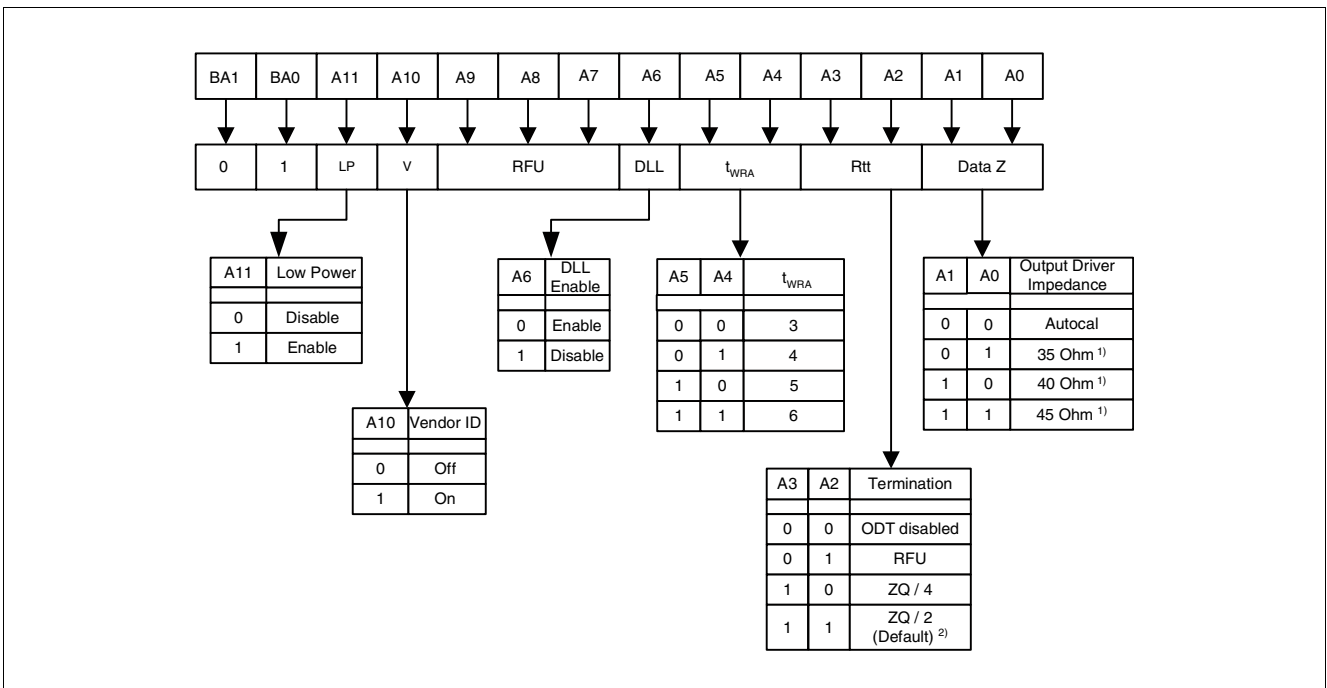 BA1 BA0 A11 A10 A9 A8 A7 A6 A5 A4 A3 A2 A1 A0
0 1 LP V RFU DLL tWRA Rtt Data Z
A11 Low Power
0 Disable
1 Enable
A6 DLL Enable
0 Enable
1 Disable
A5 A4 tWRA
0 0 3
0 1 4
1 0 5
1 1 6
A1 A0 Output Driver Impedance
0 0 Autocal
0 1 35 Ohm 1)
1 0 40 Ohm 1)
1 1 45 Ohm 1)
A10 Vendor ID
0 Off
1 On
A3 A2 Termination
0 0 ODT disabled
0 1 RFU
1 0 ZQ / 4
1 1 ZQ / 2 (Default) 2)